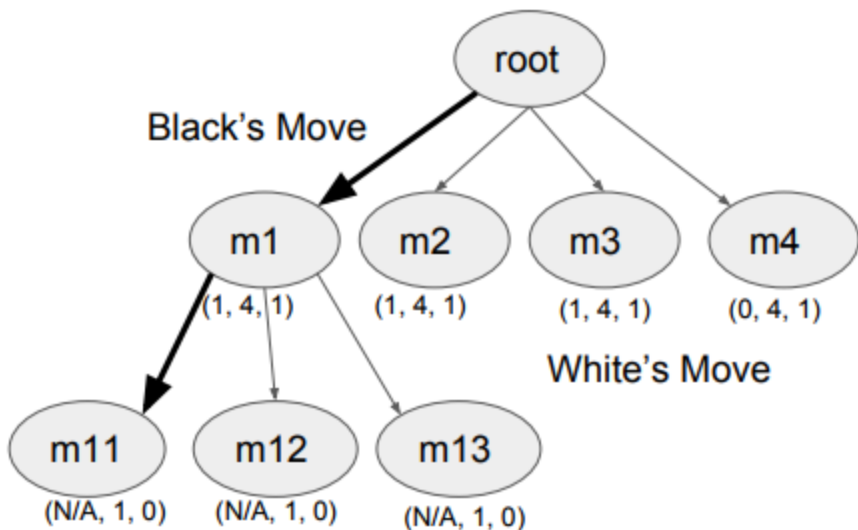 root
Black's Move
m1
m2
m3
m4
(1, 4, 1)
(1, 4, 1)
(1, 4, 1)
(0, 4, 1)
White's Move
m11
m12
m13
(N/A, 1, 0)
(N/A, 1, 0)
(N/A, 1, 0)